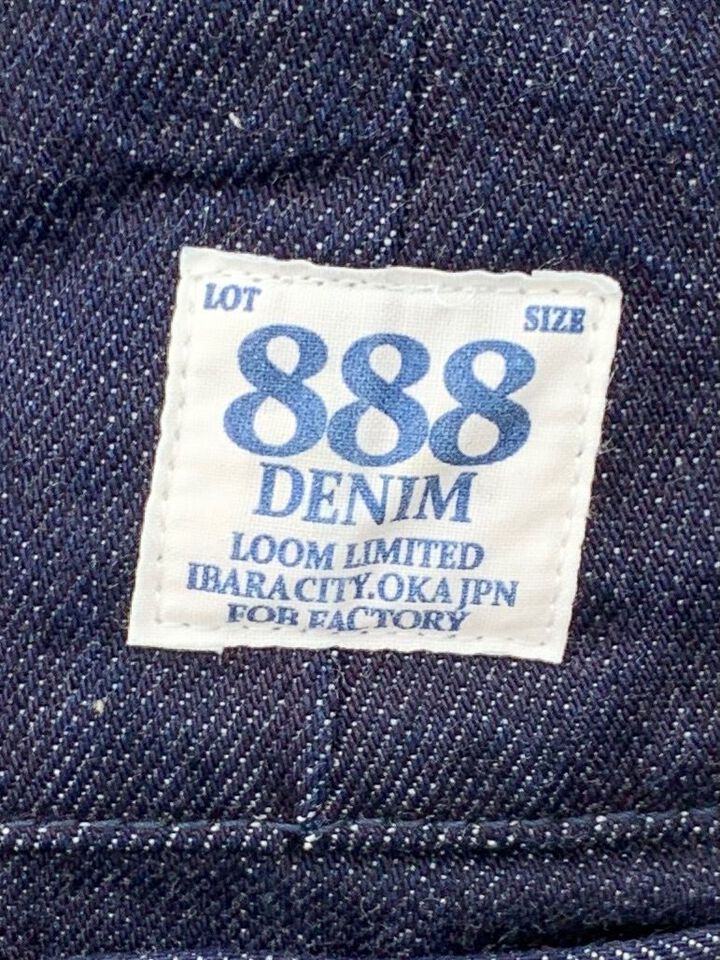 LOT SIZE
888
DENIM
LOOM LIMITED
IBARA CITY.OKA JPN
FOR FACTORY